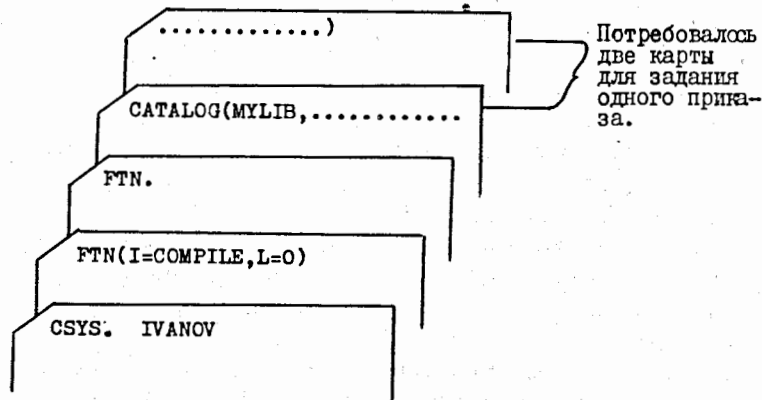 .............)
CATALOG(MYLIB,............
FTN.
FTN(I=COMPILE,L=0)
CSYS. IVANOV
Потребовалось
две карты
для задания
одного прика-
за.